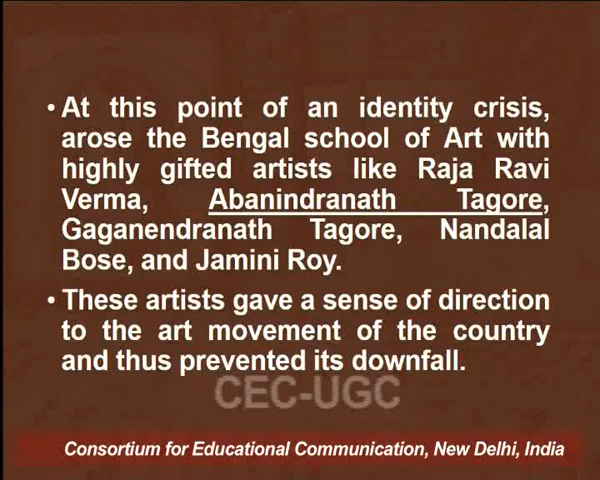 • At this point of an identity crisis,
arose the Bengal school of Art with
highly gifted artists like Raja Ravi
Verma, Abanindranath Tagore,
Gaganendranath Tagore, Nandalal
Bose, and Jamini Roy.
• These artists gave a sense of direction
to the art movement of the country
and thus prevented its downfall.
CEC-UGC
Consortium for Educational Communication, New Delhi, India